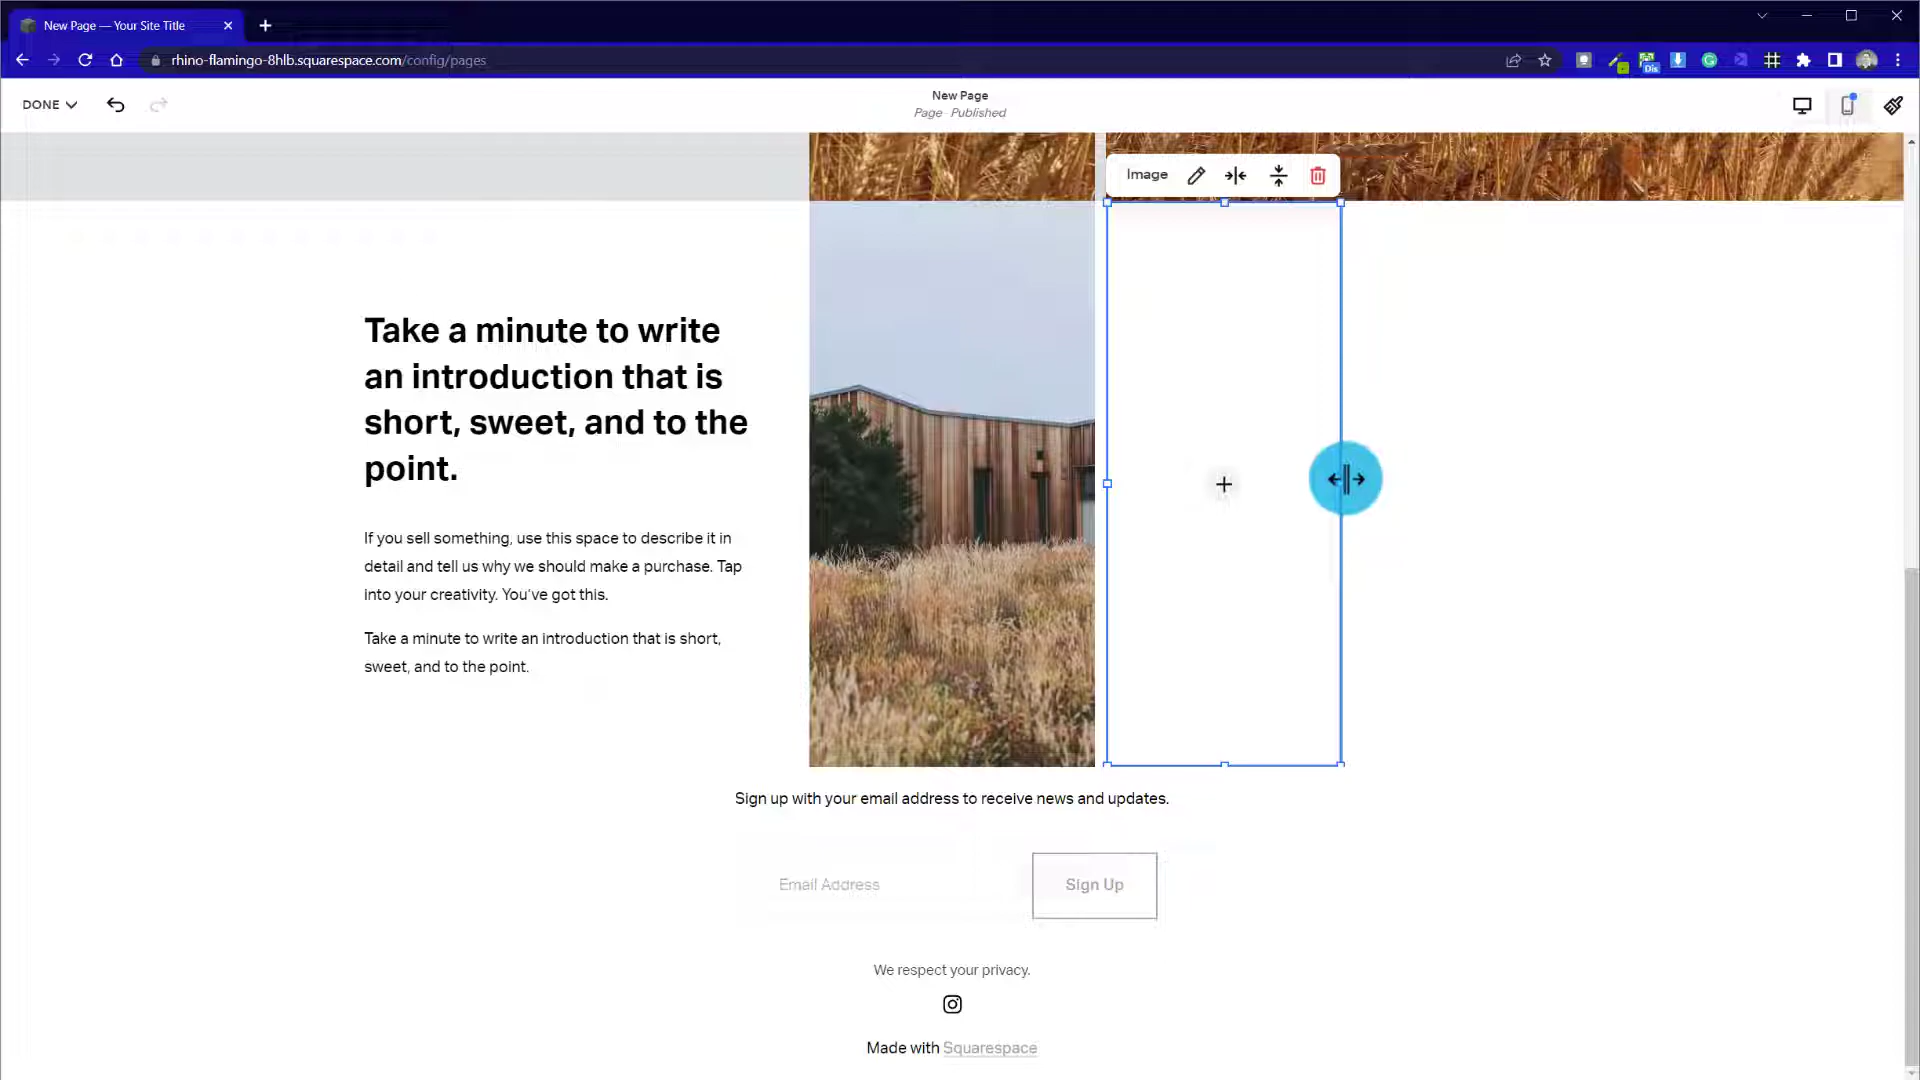 New Page — Your Site Title
rhino-flamingo-8hlb.squarespace.com/config/pages
Dis
DONE
New Page
Page · Published
Image
Take a minute to write
an introduction that is
short, sweet, and to the
point.
If you sell something, use this space to describe it in
detail and tell us why we should make a purchase. Tap
into your creativity. You've got this.
Take a minute to write an introduction that is short,
sweet, and to the point.
Sign up with your email address to receive news and updates.
Email Address
Sign Up
We respect your privacy.
Made with Squarespace